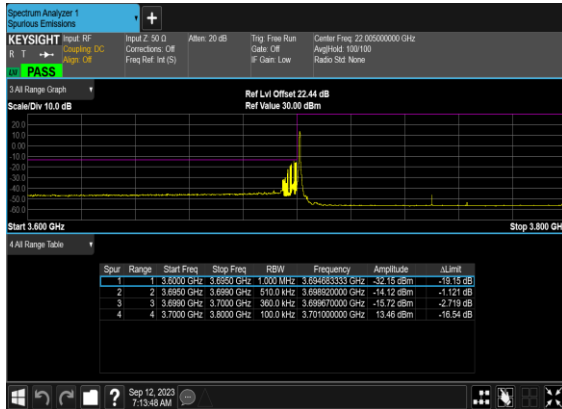 Spectrum Analyzer 1
Spurious Emissions
KEYSIGHT
R T
Input: RF
Coupling: DC
Align: Off
Input Z: 50 Ω
Corrections: Off
Freq Ref: Int (S)
Atten: 20 dB
Trig: Free Run
Gate: Off
IF Gain: Low
Center Freq: 22.005000000 GHz
Avg|Hold: 100/100
Radio Std: None
PASS
3 All Range Graph
Scale/Div 10.0 dB
Ref Lvl Offset 22.44 dB
Ref Value 30.00 dBm
20.0
10.0
0.00
-10.0
-20.0
-30.0
-40.0
-50.0
-60.0
Start 3.600 GHz
Stop 3.800 GH
4 All Range Table
Spur Range Start Freq Stop Freq RBW Frequency Amplitude ΔLimit
1 1 3.6000 GHz 3.6950 GHz 1.000 MHz 3.694683333 GHz -32.15 dBm -19.15 dB
2 2 3.6950 GHz 3.6990 GHz 510.0 kHz 3.698920000 GHz -14.12 dBm -1.121 dB
3 3 3.6990 GHz 3.7000 GHz 360.0 kHz 3.699670000 GHz -15.72 dBm -2.719 dB
4 4 3.7000 GHz 3.8000 GHz 100.0 kHz 3.701000000 GHz 13.46 dBm -16.54 dB
?
Sep 12, 2023
7:13:48 AM